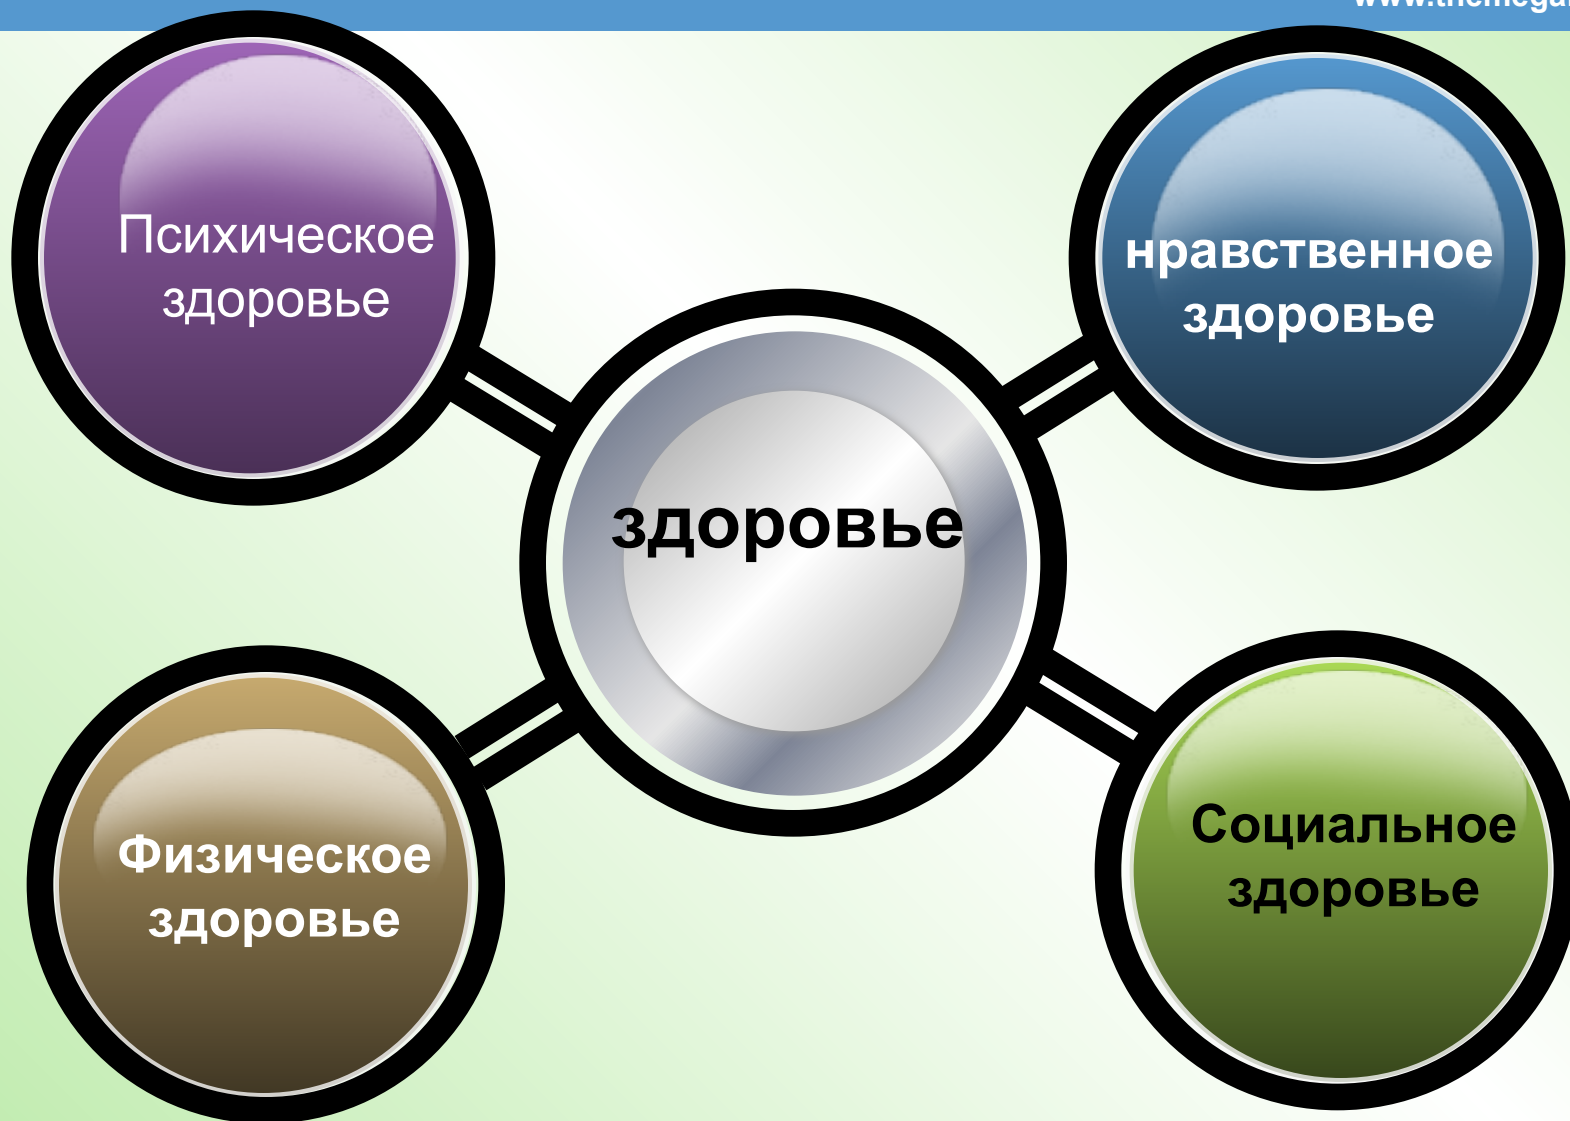 Психическое
здоровье
нравственное
здоровье
здоровье
Физическое
здоровье
Социальное
здоровье